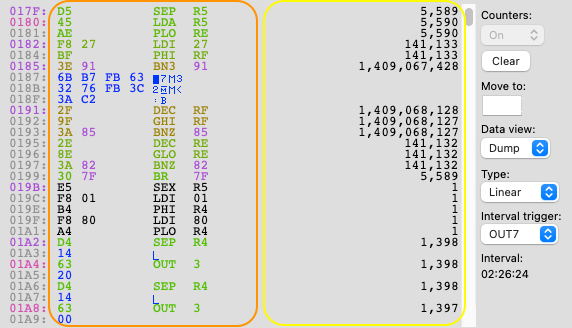 017F: D5 SEP R5 5,589
0180: 45 LDA R5 5,590
0181: AE PLO RE 5,590
0182: F8 27 LDI 27 141,133
0184: BF PHI RF 141,133
0185: 3E 91 BN3 91 1,409,067,428
0187: 6B B7 FB 63 7M3
018B: 32 76 FB 3C
018F: 3A C2 :B
0191: 2F DEC RF 1,409,068,128
0192: 9F GHI RF 1,409,068,127
0193: 3A 85 BNZ 85 1,409,068,127
0195: 2E DEC RE 141,132
0196: 8E GLO RE 141,132
0197: 3A 82 BNZ 82 141,132
0199: 30 7F BR 7F 5,589
019B: E5 SEX R5 1
019C: F8 01 LDI 01 1
019E: B4 PHI R4 1
019F: F8 80 LDI 80 1
01A1: A4 PLO R4 1
01A2: D4 SEP R4 1,398
01A3: 14
01A4: 63 OUT 3 1,398
01A5: 20
01A6: D4 SEP R4 1,398
01A7: 14
01A8: 63 OUT 3 1,397
01A9: 00
Counters:
On
Clear
Move to:
Data view:
Dump
Type:
Linear
Interval trigger:
OUT7
Interval:
02:26:24